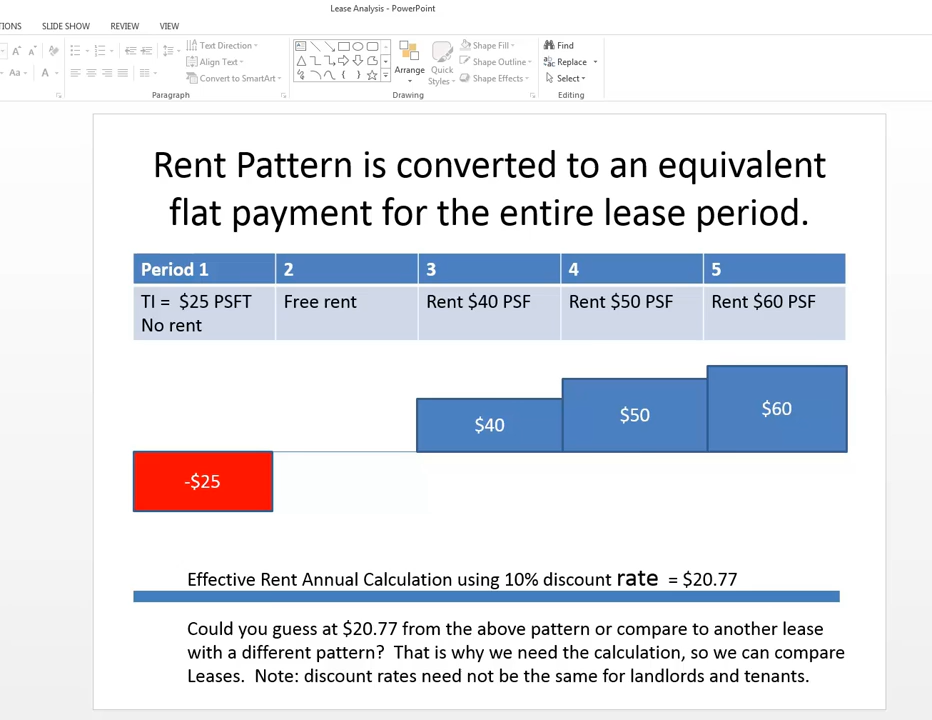 Lease Analysis - PowerPoint
IONS SLIDE SHOW REVIEW VIEW
Text Direction Shape Fill Find
Align Text Shape Outline Replace
Aa A Convert to SmartArt Arrange Quick Styles Shape Effects Select
Paragraph Drawing Editing
Rent Pattern is converted to an equivalent
flat payment for the entire lease period.
Period 1 2 3 4 5
TI = $25 PSFT Free rent Rent $40 PSF Rent $50 PSF Rent $60 PSF
No rent
$40 $50 $60
-$25
Effective Rent Annual Calculation using 10% discount rate = $20.77
Could you guess at $20.77 from the above pattern or compare to another lease
with a different pattern? That is why we need the calculation, so we can compare
Leases. Note: discount rates need not be the same for landlords and tenants.